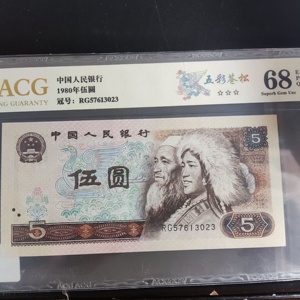 ACG
NG GUARANTY
中国人民银行
1980年伍圆
冠号: RG57613023
五彩苍松
☆☆☆
68 E
P
Q
Superb Gem Unc
中国人民银行
5
伍圆
RG57613023
5
5